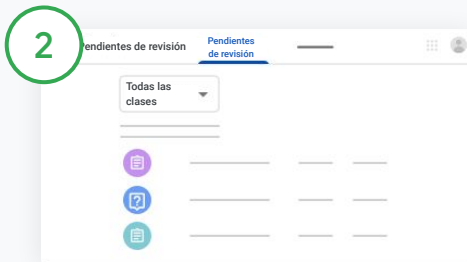 2
Pendientes de revisión
Pendientes
de revisión
Todas las
clases